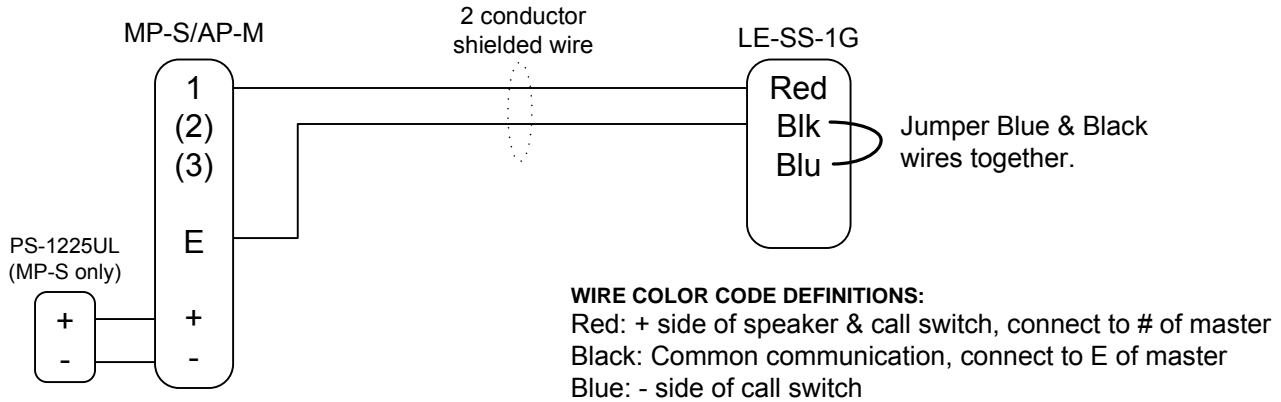 MP-S/AP-M
1
(2)
(3)
E
+
-
PS-1225UL
(MP-S only)
+
-
2 conductor
shielded wire
LE-SS-1G
Red
Blk
Blu
Jumper Blue & Black
wires together.
WIRE COLOR CODE DEFINITIONS:
Red: + side of speaker & call switch, connect to # of master
Black: Common communication, connect to E of master
Blue: - side of call switch